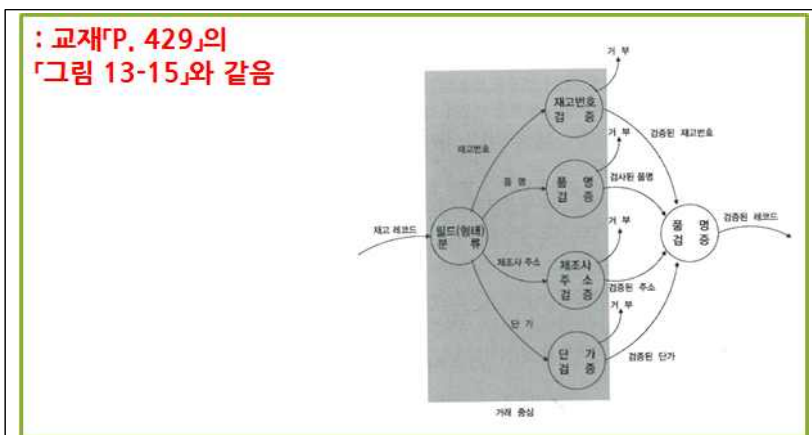 : 교재「P. 429」의
「그림 13-15」와 같음
거 부
재고번호
검 증
재고번호
검증된 재고번호
거 부
품 명
품 명
검 증
검사된 품명
거 부
재고 레코드
필드(형태)
분 류
품 명
검 증
검증된 레코드
제조사 주소
제조사
주 소
검 증
검증된 주소
거 부
단 가
단 가
검 증
검증된 단가
거래 중심